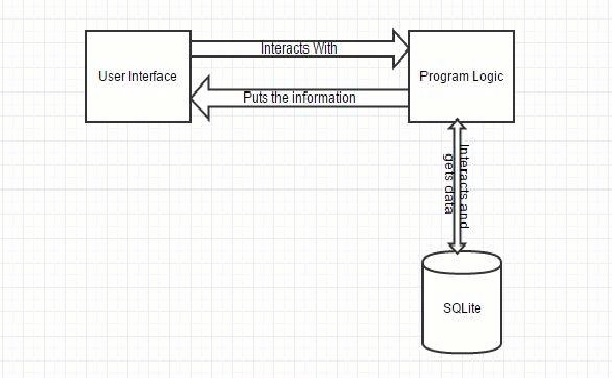 Interacts With
User Interface
Program Logic
Puts the information
Interacts and
gets data
SQLite